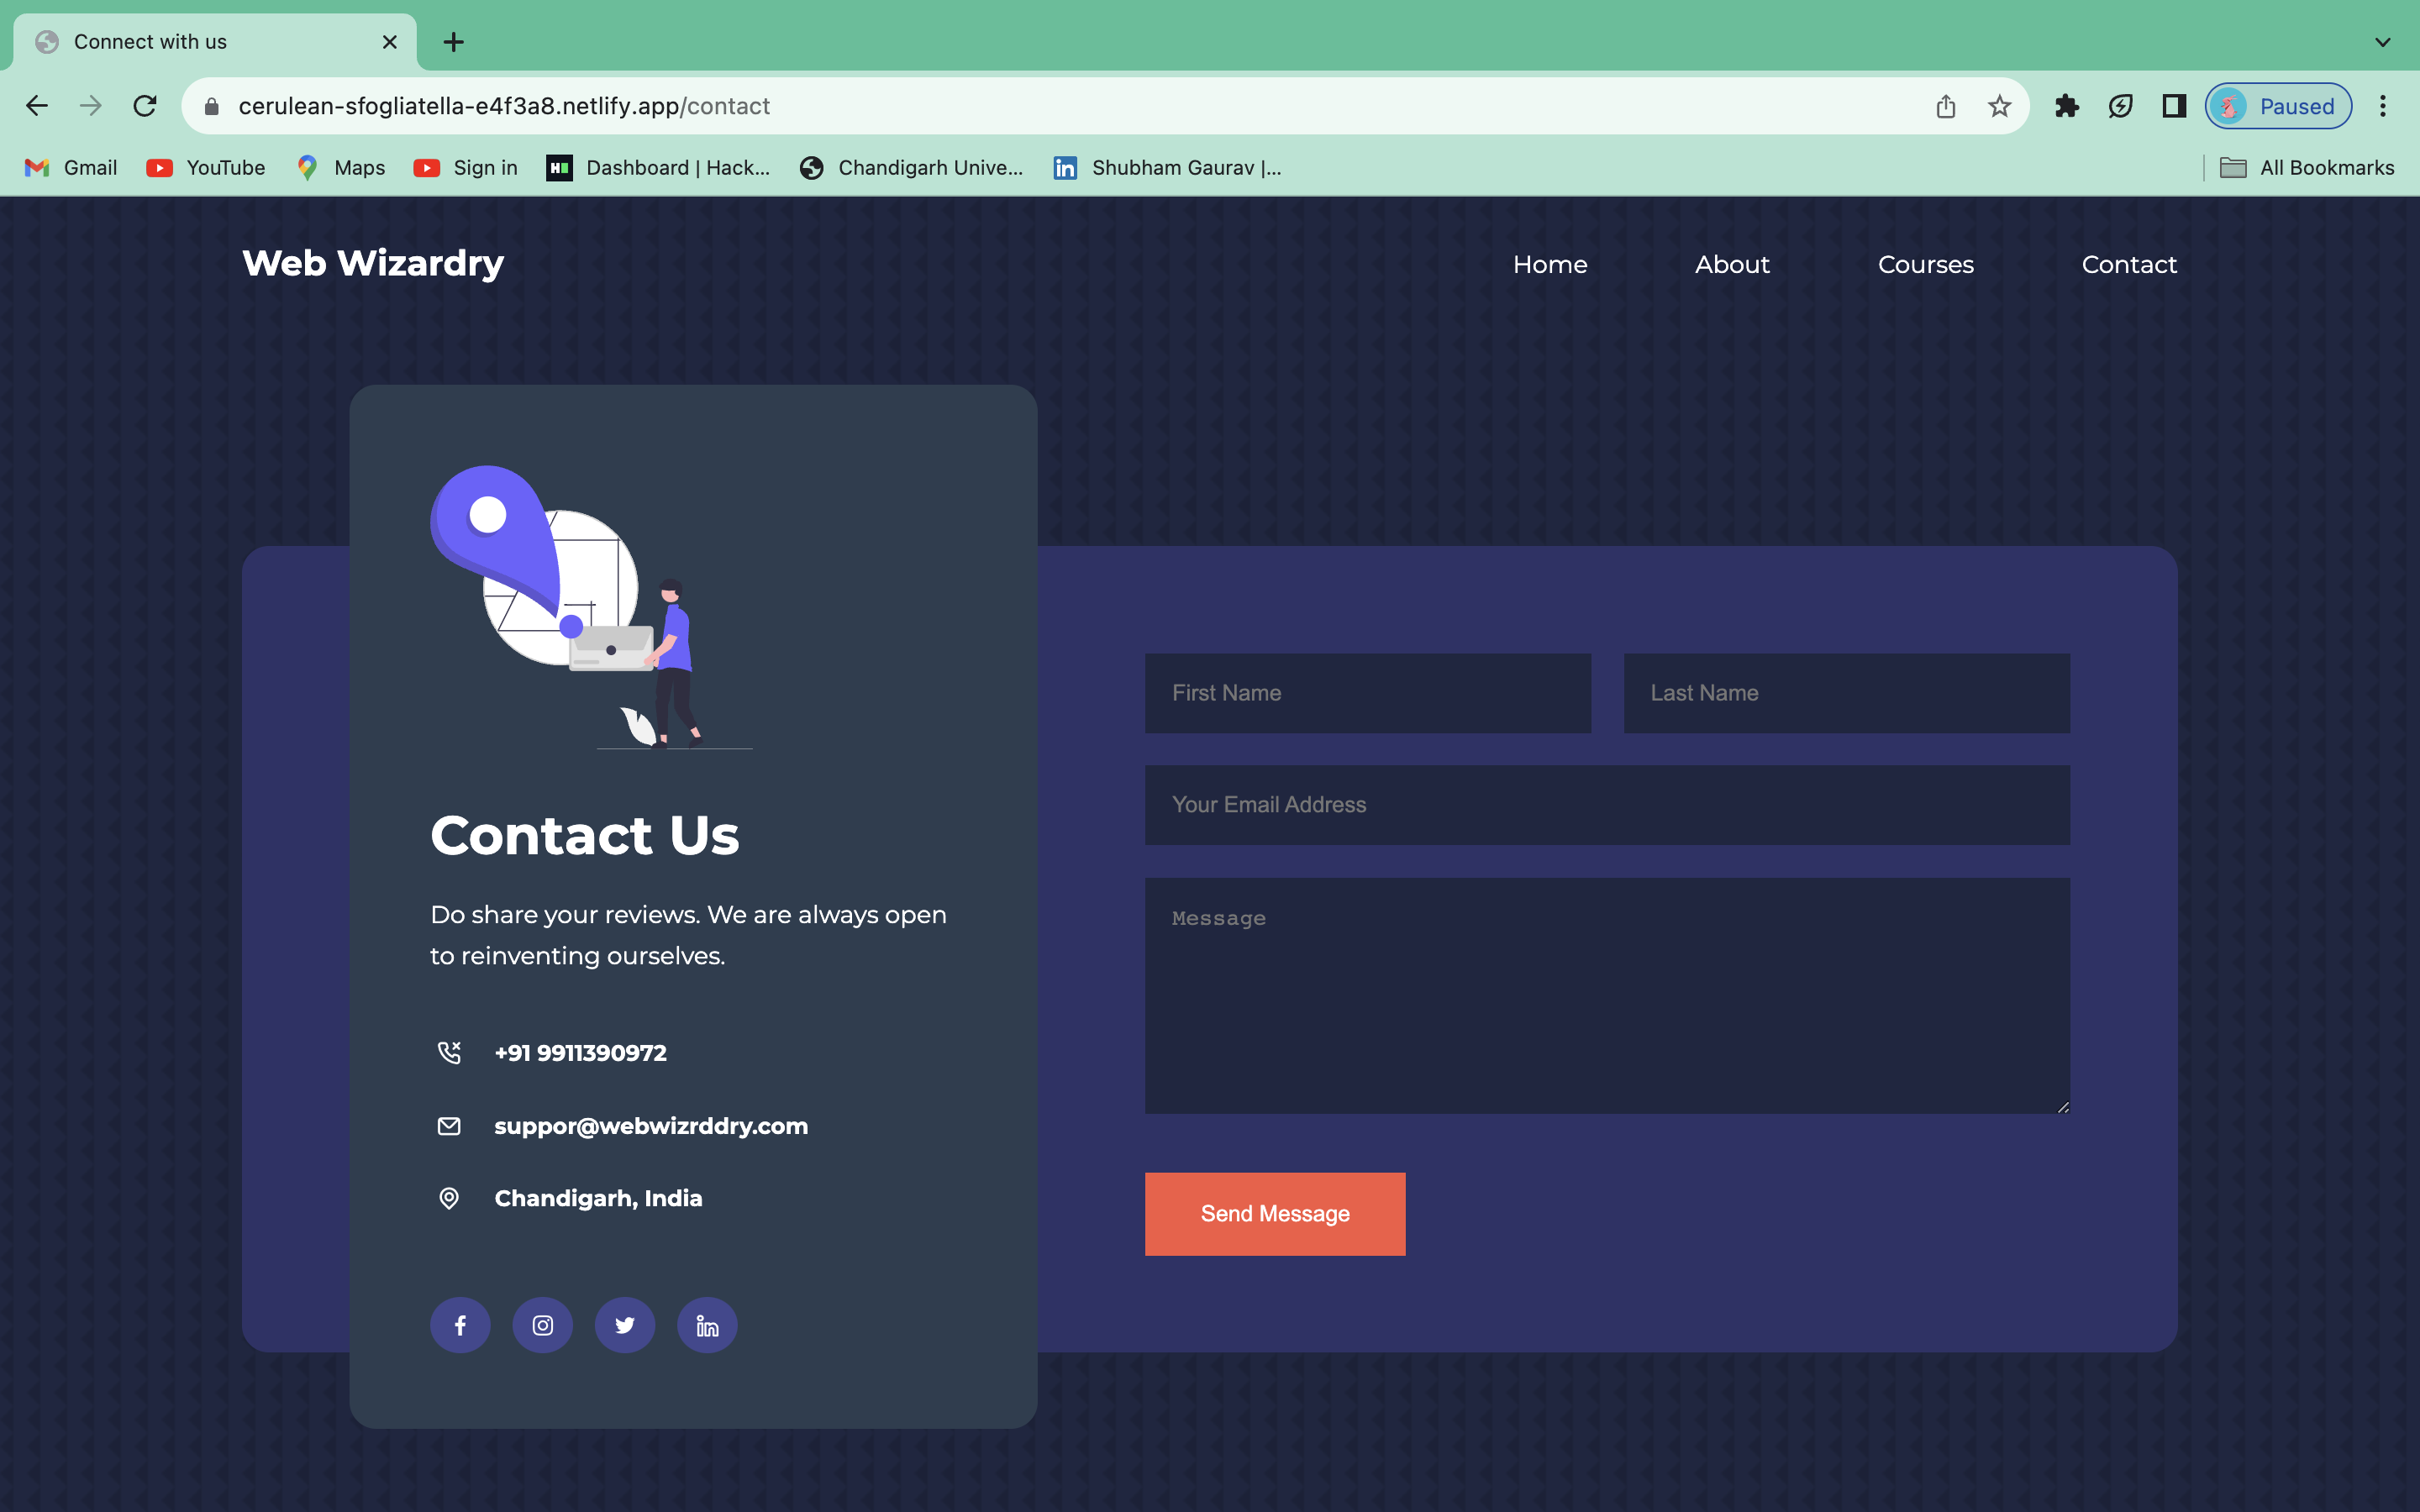 Connect with us
cerulean-sfogliatella-e4f3a8.netlify.app/contact
Paused
Gmail YouTube Maps Sign in Dashboard | Hack... Chandigarh Unive... Shubham Gaurav |... All Bookmarks
Web Wizardry Home About Courses Contact
First Name Last Name
Your Email Address
Message
Send Message
Contact Us
Do share your reviews. We are always open
to reinventing ourselves.
+91 9911390972
suppor@webwizrddry.com
Chandigarh, India